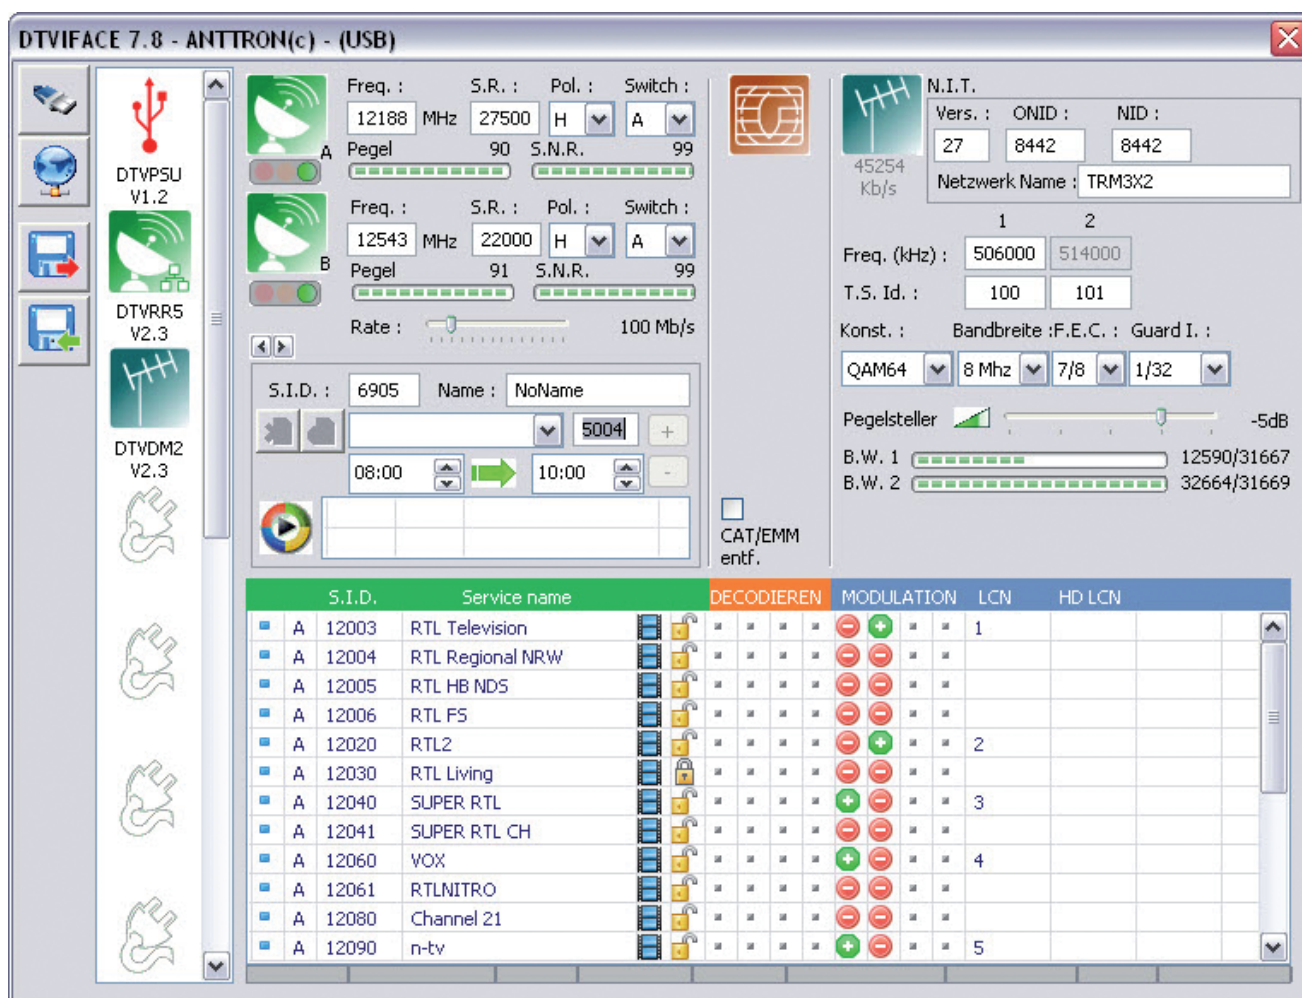 DTVIFACE 7.8 - ANTTRON(c) - (USB)
DTVPSU
V1.2
DTVRR5
V2.3
DTVDM2
V2.3
Freq. : S.R. : Pol. : Switch :
12188 MHz 27500 H A
A Pegel 90 S.N.R. 99
Freq. : S.R. : Pol. : Switch :
12543 MHz 22000 H A
B Pegel 91 S.N.R. 99
Rate : 100 Mb/s
S.I.D. : 6905 Name : NoName
5004 +
08:00 10:00 -
CAT/EMM
entf.
45254
Kb/s
N.I.T.
Vers. : ONID : NID :
27 8442 8442
Netzwerk Name : TRM3X2
1 2
Freq. (kHz) : 506000 514000
T.S. Id. : 100 101
Konst. : Bandbreite : F.E.C. : Guard I. :
QAM64 8 Mhz 7/8 1/32
Pegelsteller -5dB
B.W. 1 12590/31667
B.W. 2 32664/31669
S.I.D. Service name DECODIEREN MODULATION LCN HD LCN
A 12003 RTL Television 1
A 12004 RTL Regional NRW
A 12005 RTL HB NDS
A 12006 RTL FS
A 12020 RTL2 2
A 12030 RTL Living
A 12040 SUPER RTL 3
A 12041 SUPER RTL CH
A 12060 VOX 4
A 12061 RTLNITRO
A 12080 Channel 21
A 12090 n-tv 5